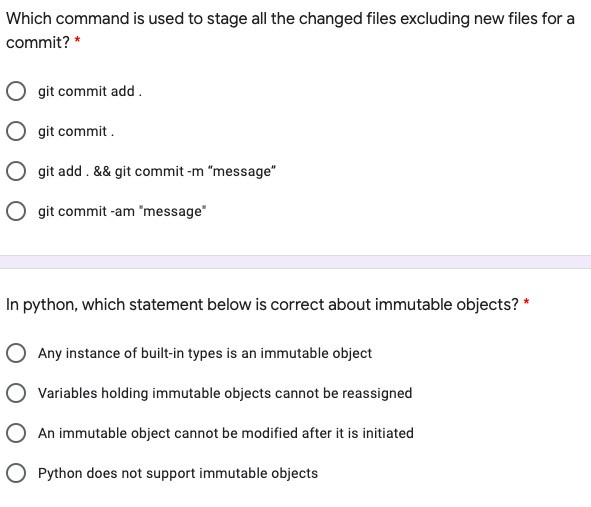 Which command is used to stage all the changed files excluding new files for a
commit? *
git commit add .
git commit .
git add . && git commit -m “message”
git commit -am "message"
In python, which statement below is correct about immutable objects? *
Any instance of built-in types is an immutable object
Variables holding immutable objects cannot be reassigned
An immutable object cannot be modified after it is initiated
Python does not support immutable objects